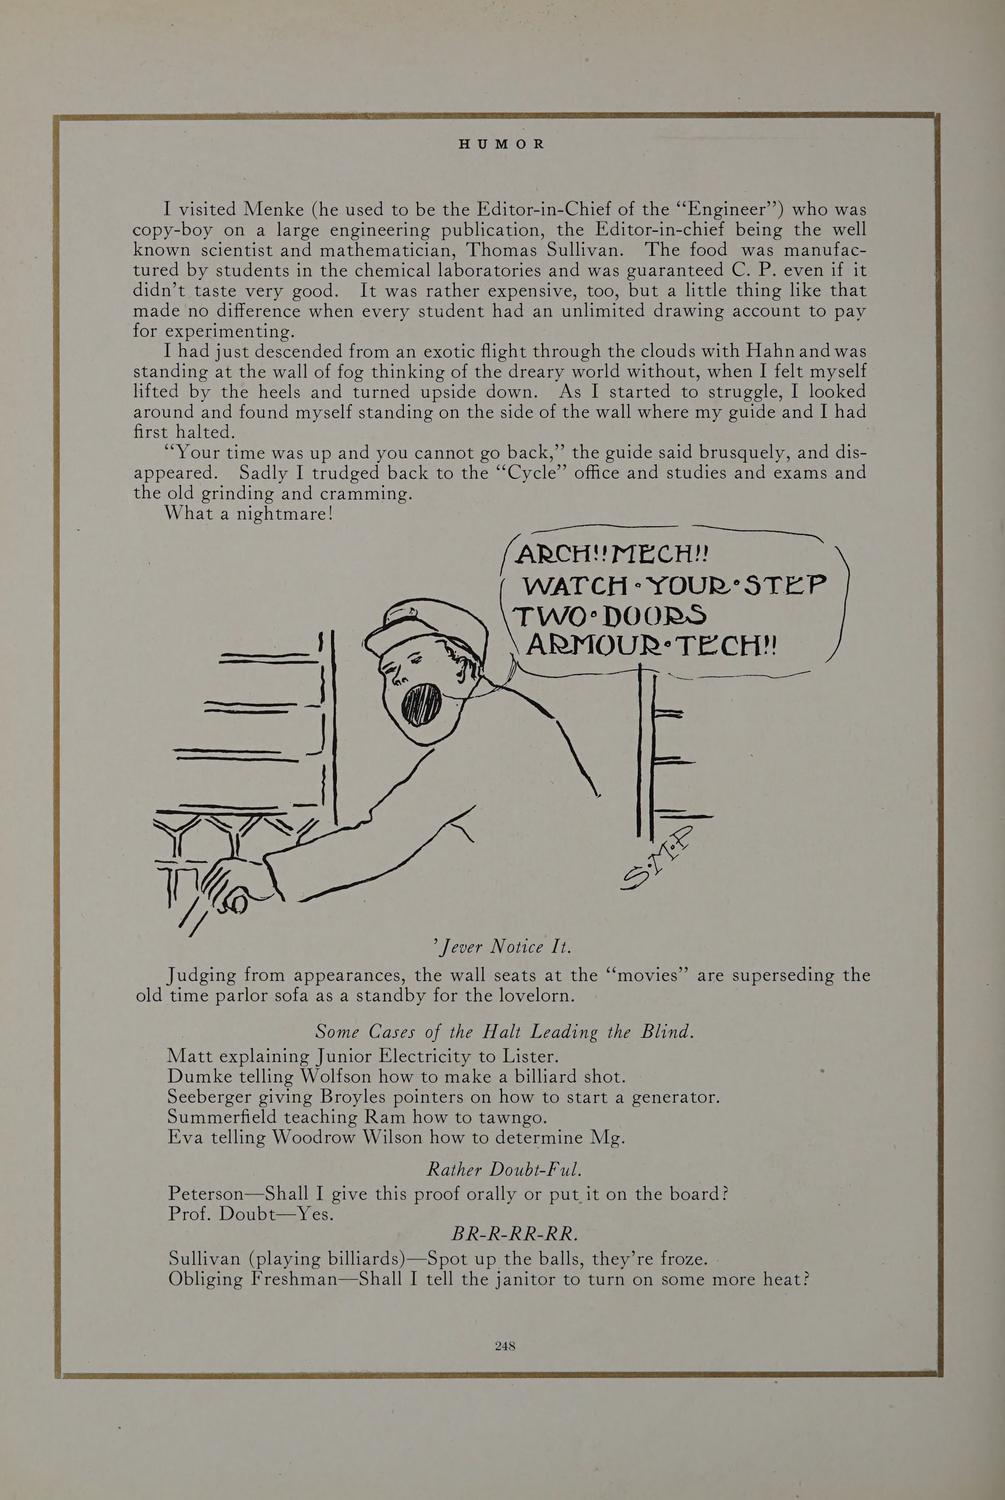 HUMOR
I visited Menke (he used to be the Editor-in-Chief of the “Engineer”) who was
copy-boy on a large engineering publication, the Editor-in-chief being the well
known scientist and mathematician, Thomas Sullivan. The food was manufac-
tured by students in the chemical laboratories and was guaranteed C. P. even if it
didn’t taste very good. It was rather expensive, too, but a little thing like that
made no difference when every student had an unlimited drawing account to pay
for experimenting.
I had just descended from an exotic flight through the clouds with Hahn and was
standing at the wall of fog thinking of the dreary world without, when I felt myself
lifted by the heels and turned upside down. As I started to struggle, I looked
around and found myself standing on the side of the wall where my guide and I had
first halted.
“Your time was up and you cannot go back,” the guide said brusquely, and dis-
appeared. Sadly I trudged back to the “Cycle” office and studies and exams and
the old grinding and cramming.
What a nightmare!
ARCH!! MECH!!
WATCH·YOUR·STEP
TWO·DOORS
ARMOUR·TECH!!
S·M·P
’Jever Notice It.
Judging from appearances, the wall seats at the “movies” are superseding the
old time parlor sofa as a standby for the lovelorn.
Some Cases of the Halt Leading the Blind.
Matt explaining Junior Electricity to Lister.
Dumke telling Wolfson how to make a billiard shot.
Seeberger giving Broyles pointers on how to start a generator.
Summerfield teaching Ram how to tawngo.
Eva telling Woodrow Wilson how to determine Mg.
Rather Doubt-Ful.
Peterson—Shall I give this proof orally or put it on the board?
Prof. Doubt—Yes.
BR-R-RR-RR.
Sullivan (playing billiards)—Spot up the balls, they’re froze.
Obliging Freshman—Shall I tell the janitor to turn on some more heat?
248